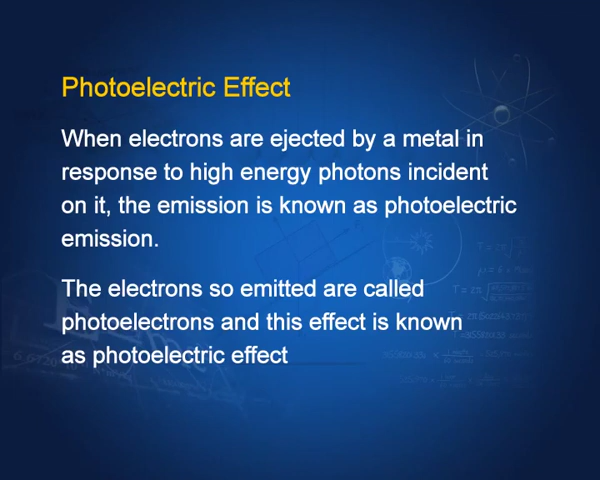 Photoelectric Effect
When electrons are ejected by a metal in
response to high energy photons incident
on it, the emission is known as photoelectric
emission.
The electrons so emitted are called
photoelectrons and this effect is known
as photoelectric effect